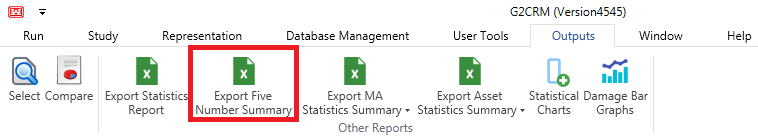 G2CRM (Version4545)
Run Study Representation Database Management User Tools Outputs Window Help
Select Compare Export Statistics Report Export Five Number Summary Export MA Statistics Summary Export Asset Statistics Summary Statistical Charts Damage Bar Graphs
Other Reports